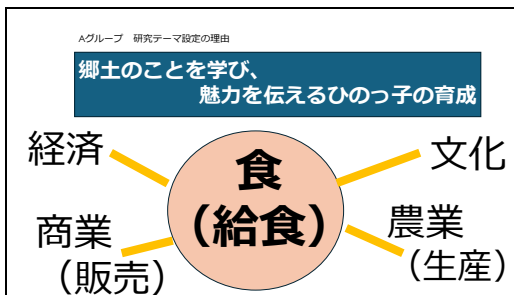 Aグループ　研究テーマ設定の理由
郷土のことを学び、
魅力を伝えるひのっ子の育成
経済
文化
食
（給食）
商業
（販売）
農業
（生産）